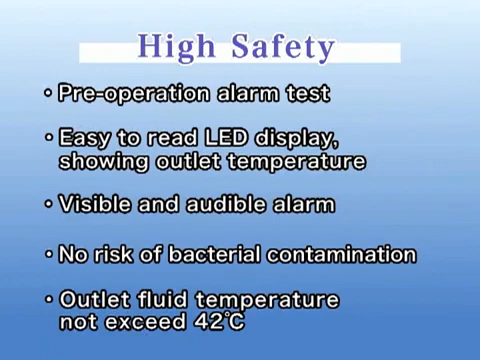 High Safety
・Pre-operation alarm test
・Easy to read LED display,
showing outlet temperature
・Visible and audible alarm
・No risk of bacterial contamination
・Outlet fluid temperature
not exceed 42℃